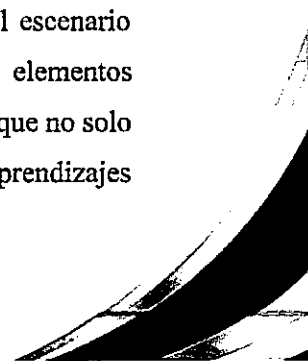 l escenario
elementos
que no solo
prendizajes